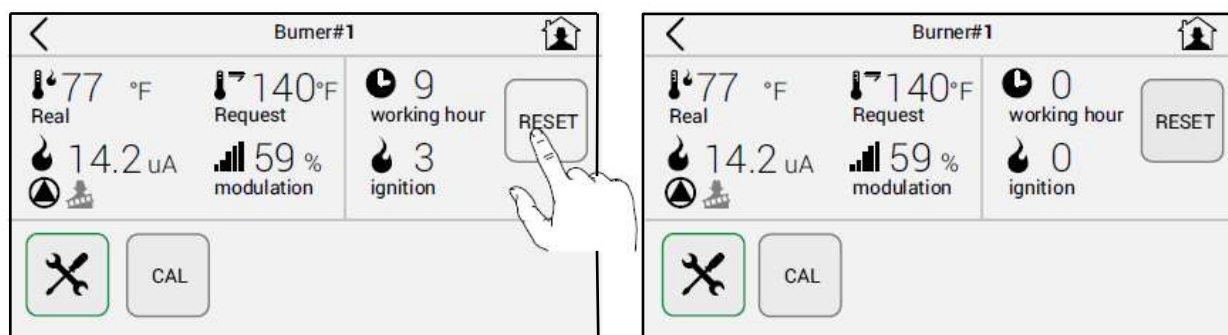 Burner#1
77 °F
Real
140°F
Request
9
working hour
RESET
14.2 uA
59 %
modulation
3
ignition
CAL
Burner#1
77 °F
Real
140°F
Request
0
working hour
RESET
14.2 uA
59 %
modulation
0
ignition
CAL